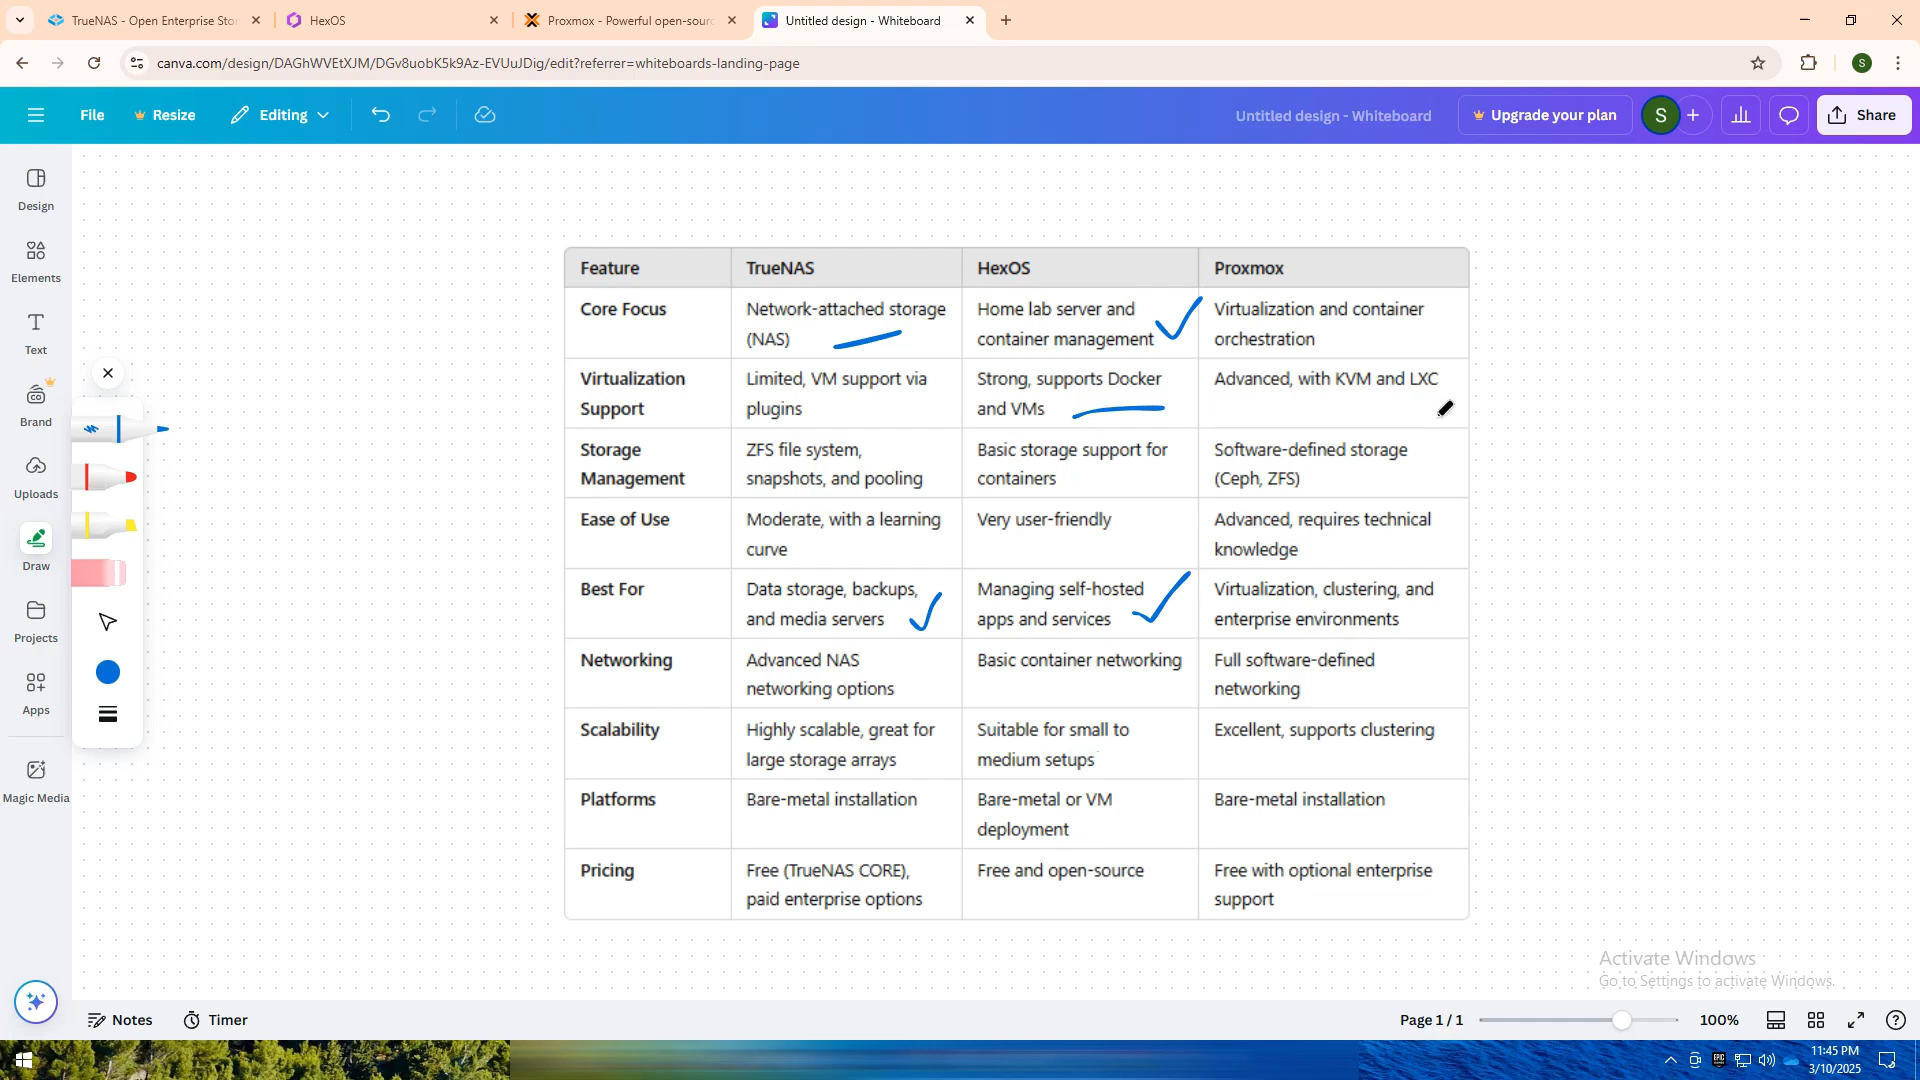 TrueNAS - Open Enterprise Stor
HexOS
Proxmox - Powerful open-sourc
Untitled design - Whiteboard
canva.com/design/DAGhWVEtXJM/DGv8uobK5k9Az-EVUuJDig/edit?referrer=whiteboards-landing-page
S
File
Resize
Editing
Untitled design - Whiteboard
Upgrade your plan
S
Share
Design
Elements
Text
Brand
Uploads
Draw
Projects
Apps
Magic Media
Feature TrueNAS HexOS Proxmox
Core Focus
Network-attached storage
(NAS)
Home lab server and
container management
Virtualization and container
orchestration
Virtualization
Support
Limited, VM support via
plugins
Strong, supports Docker
and VMs
Advanced, with KVM and LXC
Storage
Management
ZFS file system,
snapshots, and pooling
Basic storage support for
containers
Software-defined storage
(Ceph, ZFS)
Ease of Use
Moderate, with a learning
curve
Very user-friendly
Advanced, requires technical
knowledge
Best For
Data storage, backups,
and media servers
Managing self-hosted
apps and services
Virtualization, clustering, and
enterprise environments
Networking
Advanced NAS
networking options
Basic container networking
Full software-defined
networking
Scalability
Highly scalable, great for
large storage arrays
Suitable for small to
medium setups
Excellent, supports clustering
Platforms
Bare-metal installation
Bare-metal or VM
deployment
Bare-metal installation
Pricing
Free (TrueNAS CORE),
paid enterprise options
Free and open-source
Free with optional enterprise
support
Activate Windows
Go to Settings to activate Windows.
Notes
Timer
Page 1 / 1
100%
EPIC
11:45 PM
3/10/2025